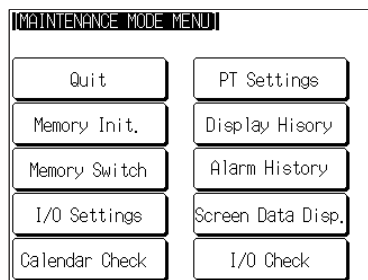 [MAINTENANCE MODE MENU]
Quit
PT Settings
Memory Init.
Display Hisory
Memory Switch
Alarm History
I/O Settings
Screen Data Disp.
Calendar Check
I/O Check